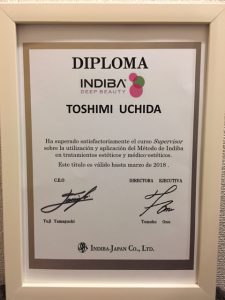 DIPLOMA
INDIBA®
DEEP BEAUTY
TOSHIMI UCHIDA
Ha superado satisfactoriamente el curso Supervisor
sobre la utilización y aplicación del Método de Indiba
en tratamientos estéticos y médico-estéticos.
Este título es válido hasta marzo de 2018 .
C.E.O DIRECTORA EJECUTIVA
Yuji Yamaguchi Tomoko Ono
INDIBA-JAPAN CO., LTD.